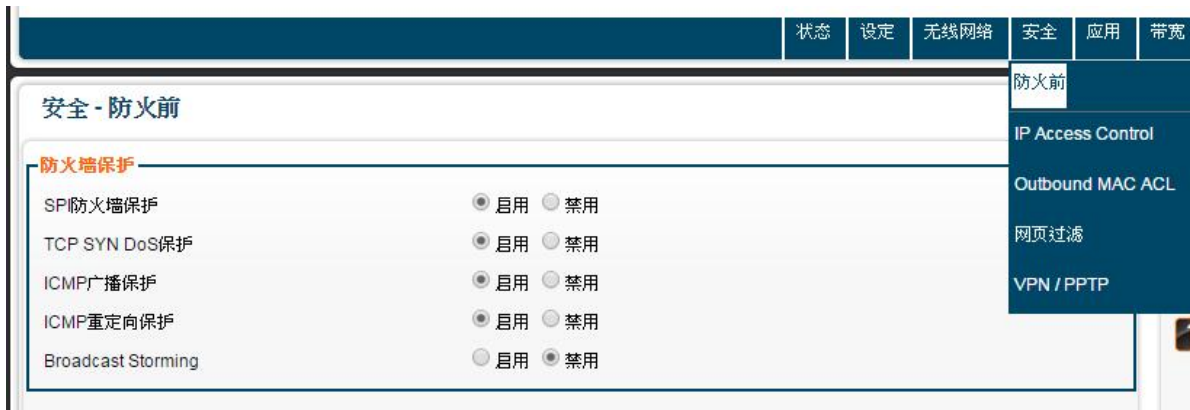 状态 设定 无线网络 安全 应用 带宽
防火前
IP Access Control
Outbound MAC ACL
网页过滤
VPN / PPTP
安全 - 防火前
防火墙保护
SPI防火墙保护 启用 禁用
TCP SYN DoS保护 启用 禁用
ICMP广播保护 启用 禁用
ICMP重定向保护 启用 禁用
Broadcast Storming 启用 禁用